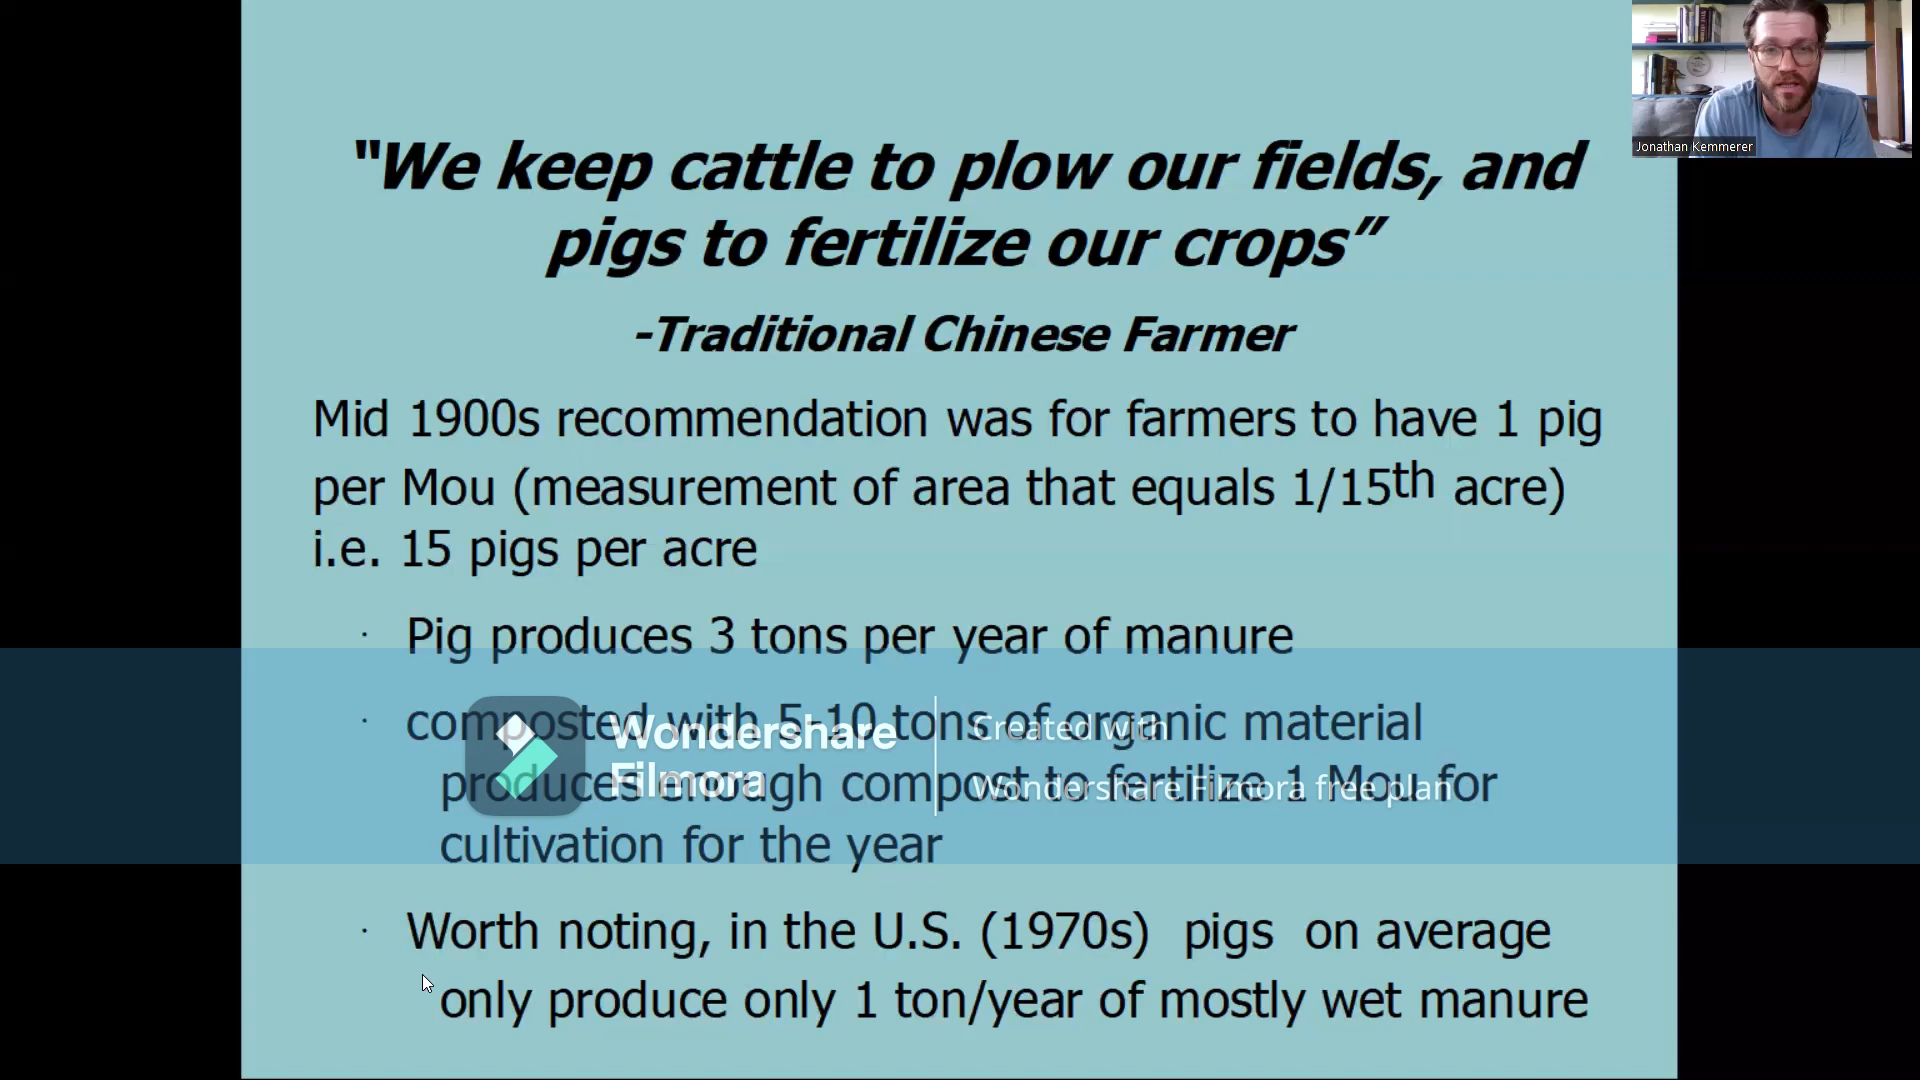 “We keep cattle to plow our fields, and
pigs to fertilize our crops”
-Traditional Chinese Farmer
Mid 1900s recommendation was for farmers to have 1 pig
per Mou (measurement of area that equals 1/15th acre)
i.e. 15 pigs per acre
· Pig produces 3 tons per year of manure
· composted with 5-10 tons of organic material
produces enough compost to fertilize 1 Mou for
cultivation for the year
· Worth noting, in the U.S. (1970s) pigs on average
only produce only 1 ton/year of mostly wet manure
Jonathan Kemmerer
Wondershare
Filmora
Created with
Wondershare Filmora free plan